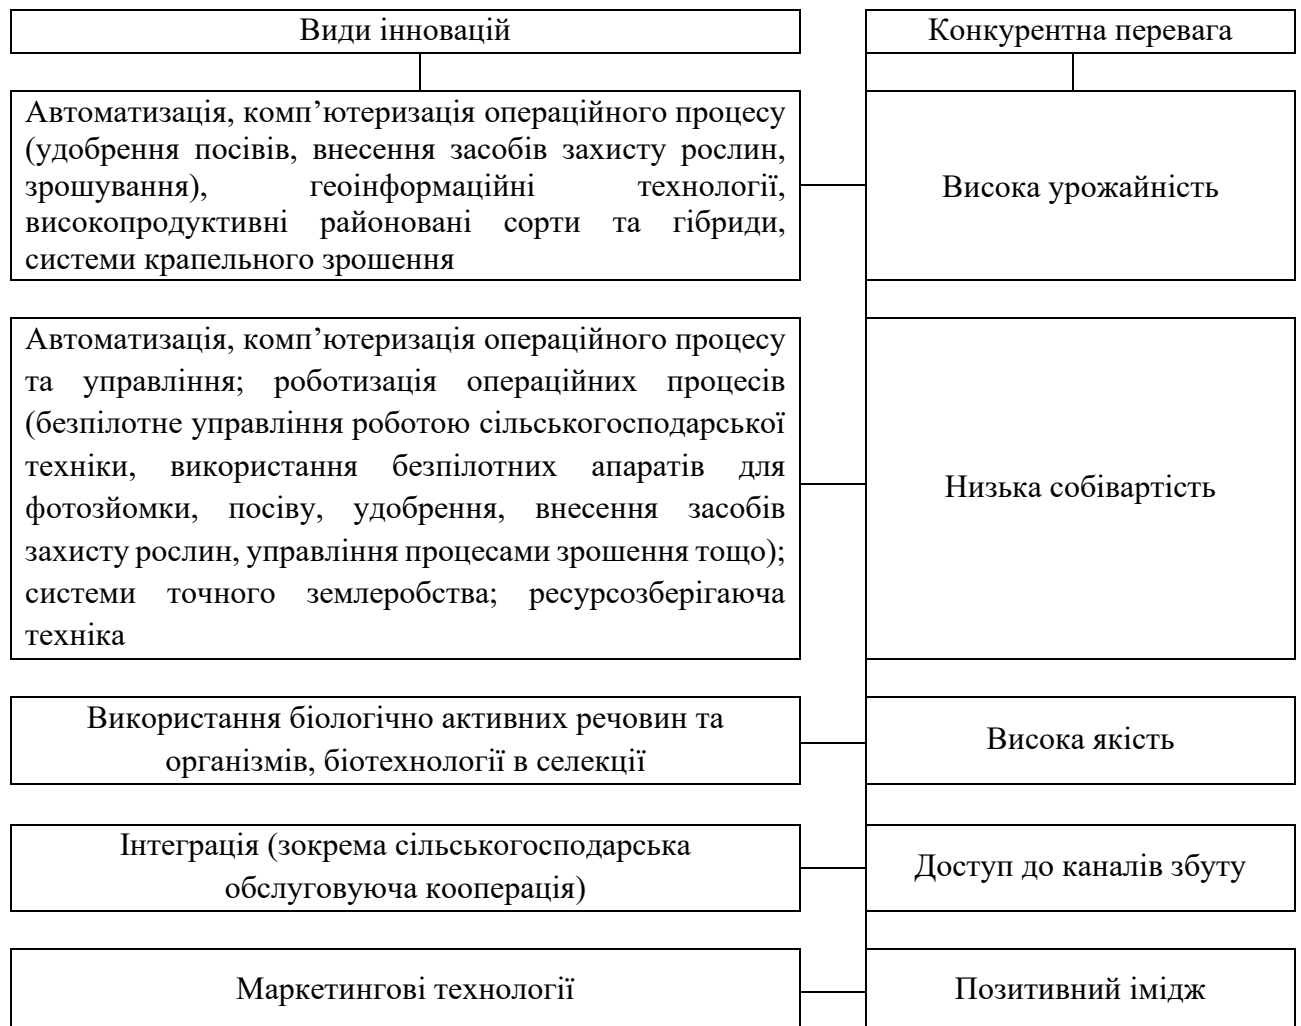 Види інновацій
Конкурентна перевага
Автоматизація, комп’ютеризація операційного процесу
(удобрення посівів, внесення засобів захисту рослин,
зрошування), геоінформаційні технології,
високопродуктивні районовані сорти та гібриди,
системи крапельного зрошення
Висока урожайність
Автоматизація, комп’ютеризація операційного процесу
та управління; роботизація операційних процесів
(безпілотне управління роботою сільськогосподарської
техніки, використання безпілотних апаратів для
фотозйомки, посіву, удобрення, внесення засобів
захисту рослин, управління процесами зрошення тощо);
системи точного землеробства; ресурсозберігаюча
техніка
Низька собівартість
Використання біологічно активних речовин та
організмів, біотехнології в селекції
Висока якість
Інтеграція (зокрема сільськогосподарська
обслуговуюча кооперація)
Доступ до каналів збуту
Маркетингові технології
Позитивний імідж